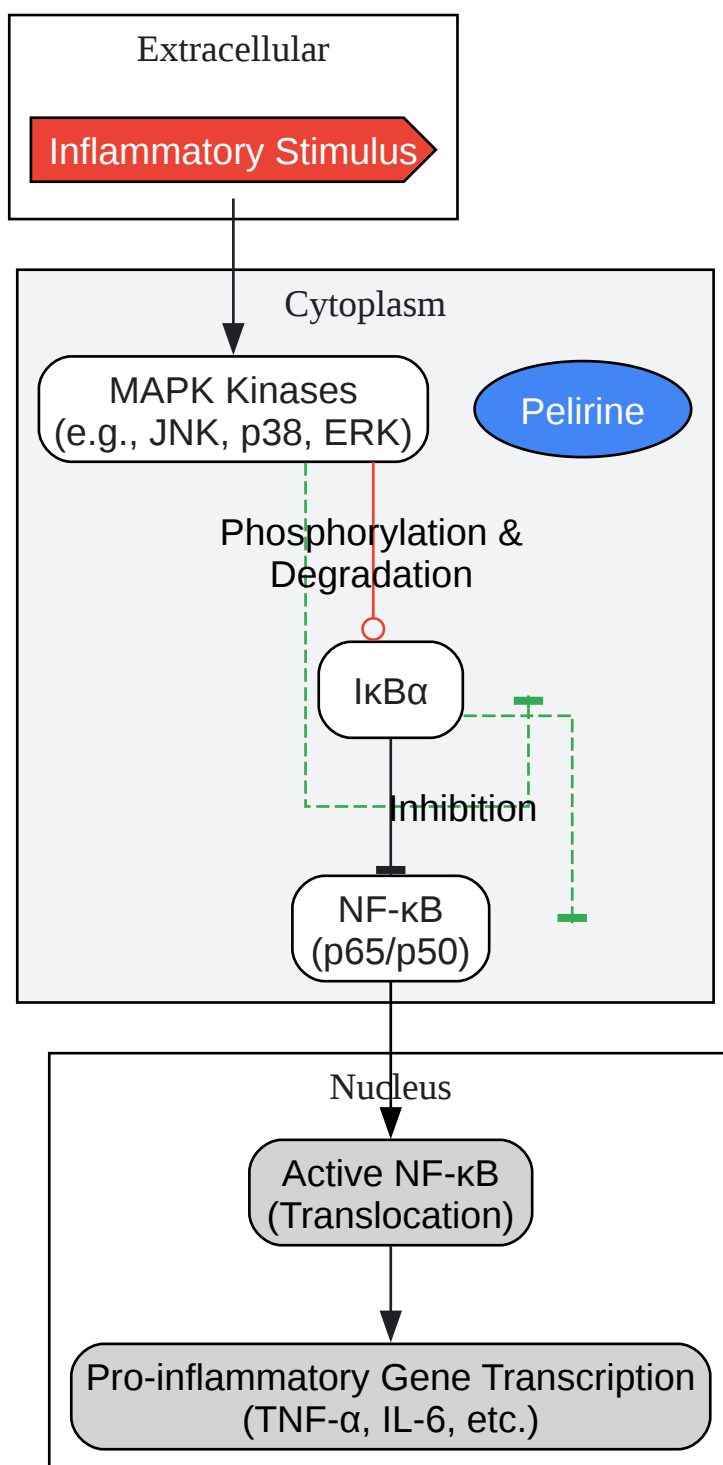 Extracellular
Inflammatory Stimulus
Cytoplasm
MAPK Kinases
(e.g., JNK, p38, ERK)
Pelirine
Phosphorylation &
Degradation
IκBα
Inhibition
NF-κB
(p65/p50)
Nucleus
Active NF-κB
(Translocation)
Pro-inflammatory Gene Transcription
(TNF-α, IL-6, etc.)